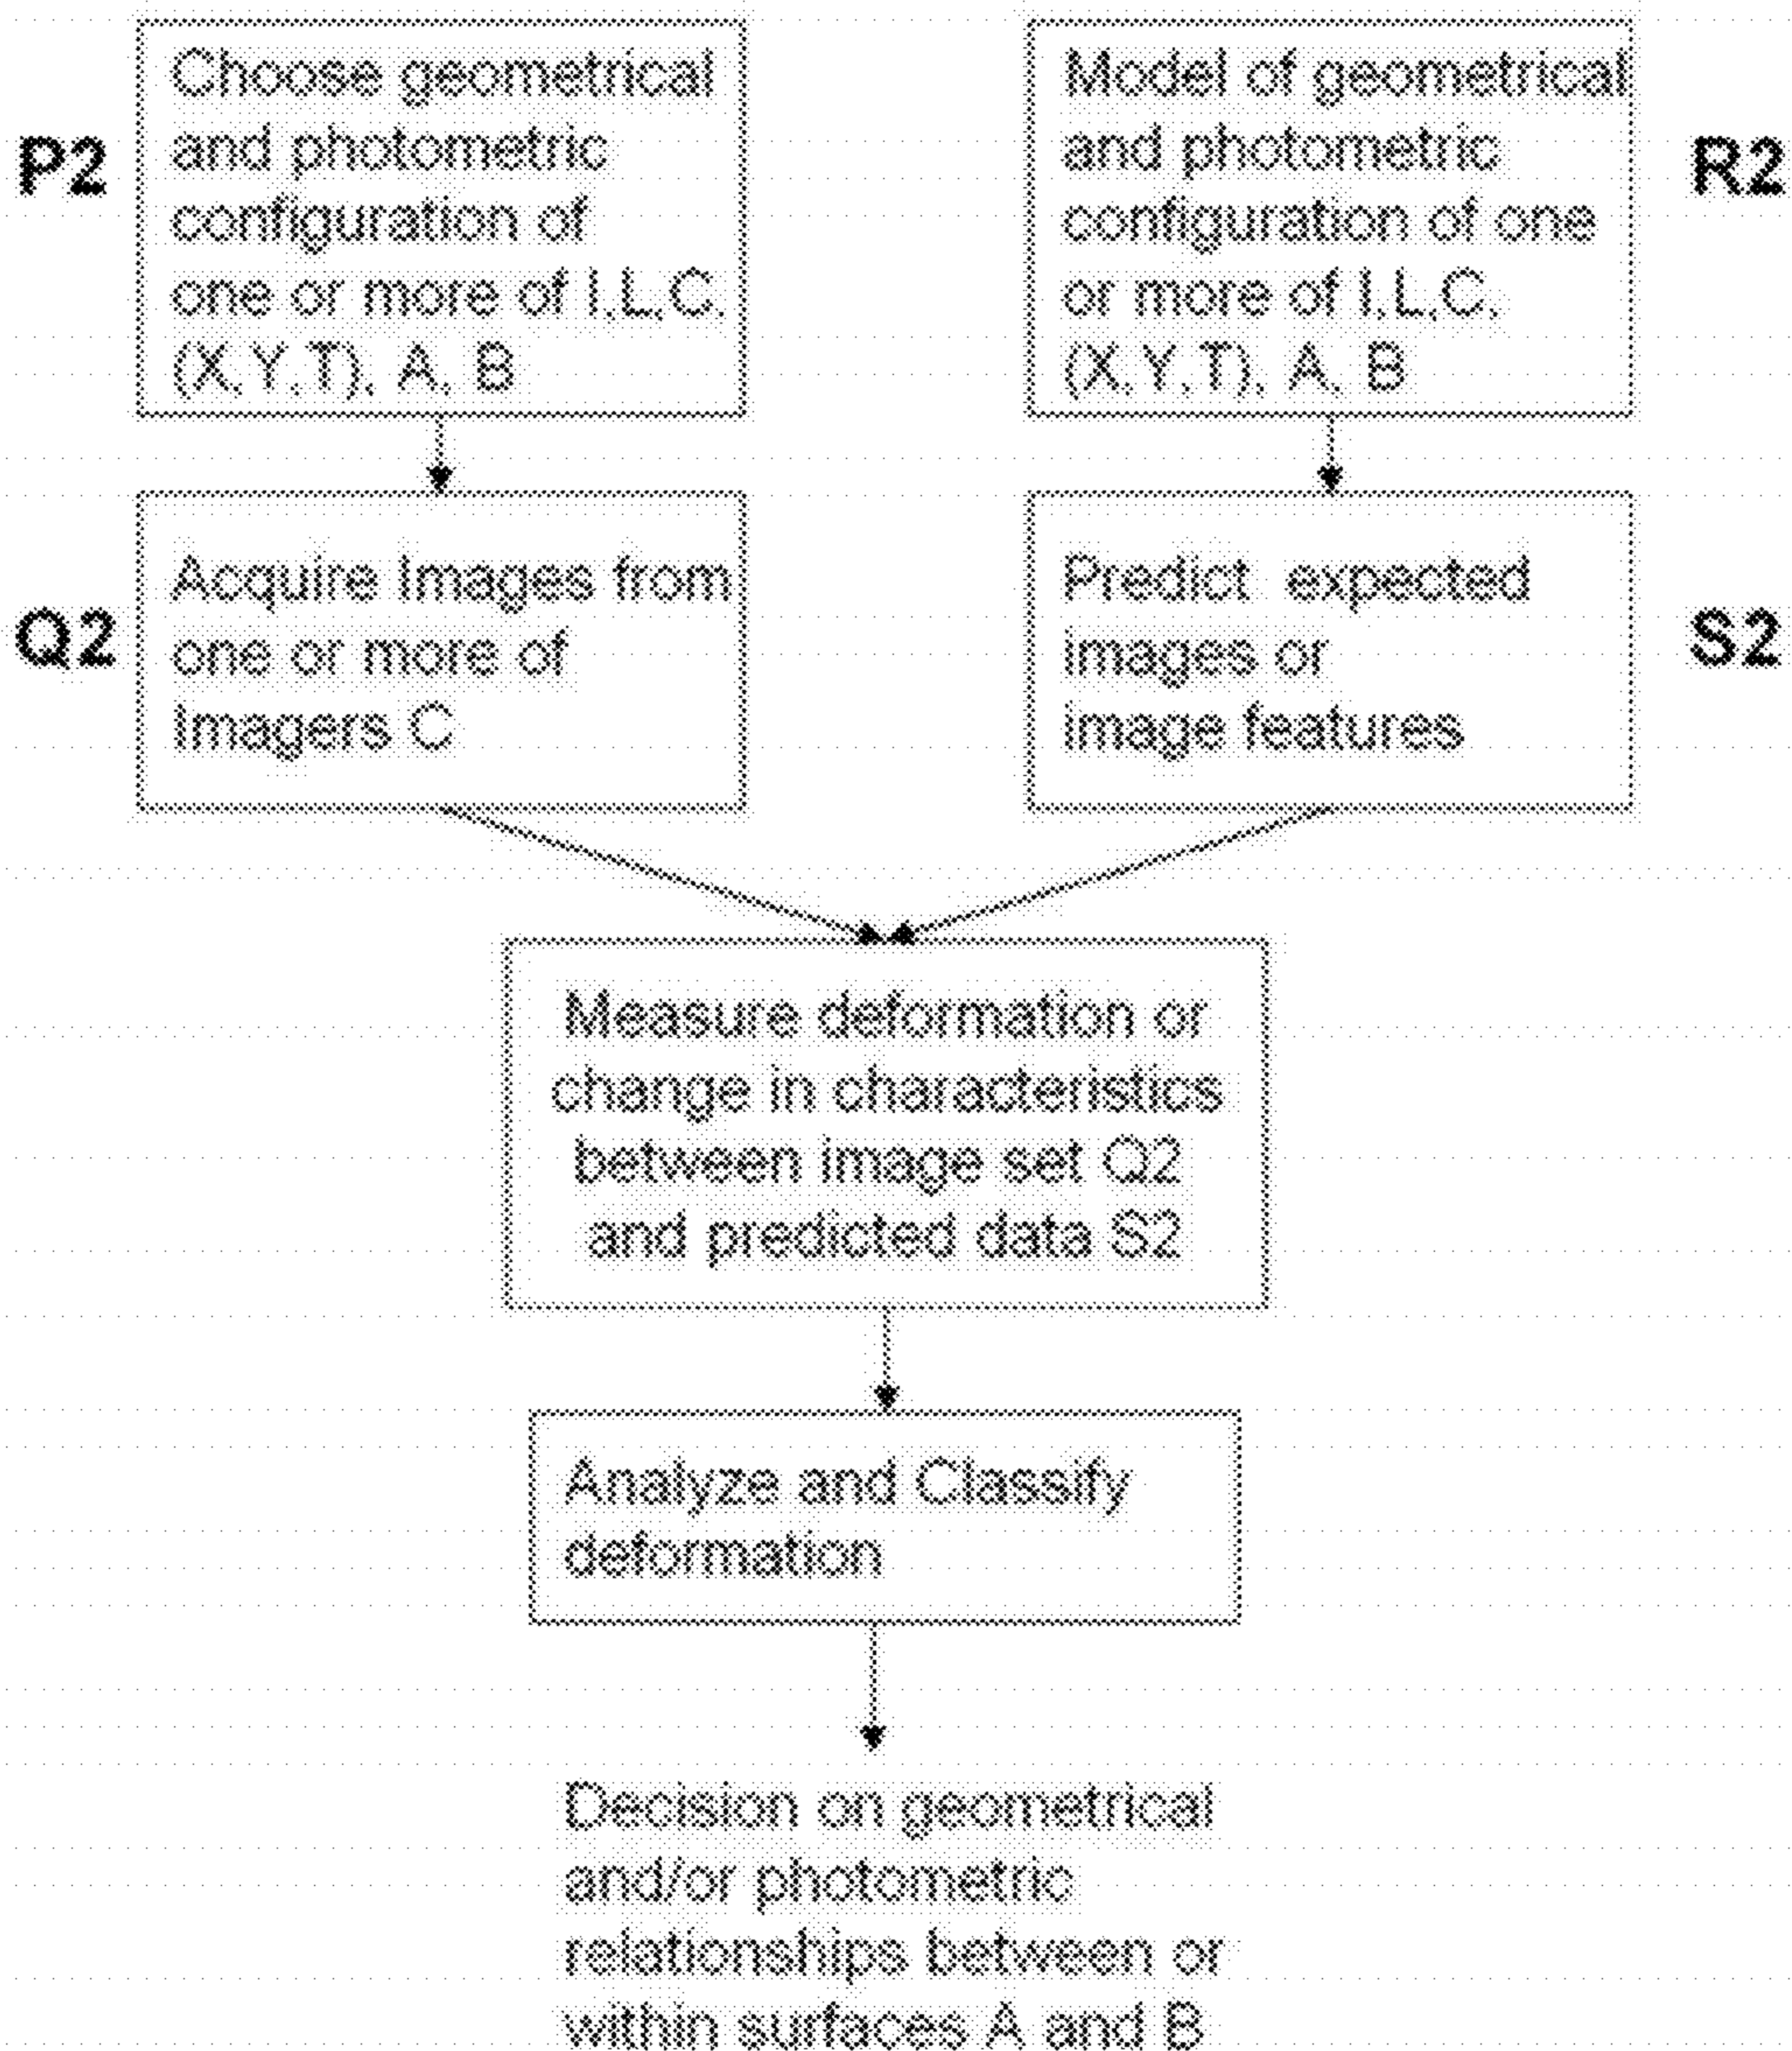 P2
Choose geometrical
and photometric
configuration of
one or more of I,L,C,
(X,Y,T), A, B
R2
Model of geometrical
and photometric
configuration of one
or more of I,L,C,
(X,Y,T), A, B
Q2
Acquire Images from
one or more of
Imagers C
S2
Predict expected
images or
image features
Measure deformation or
change in characteristics
between image set Q2
and predicted data S2
Analyze and Classify
deformation
Decision on geometrical
and/or photometric
relationships between or
within surfaces A and B